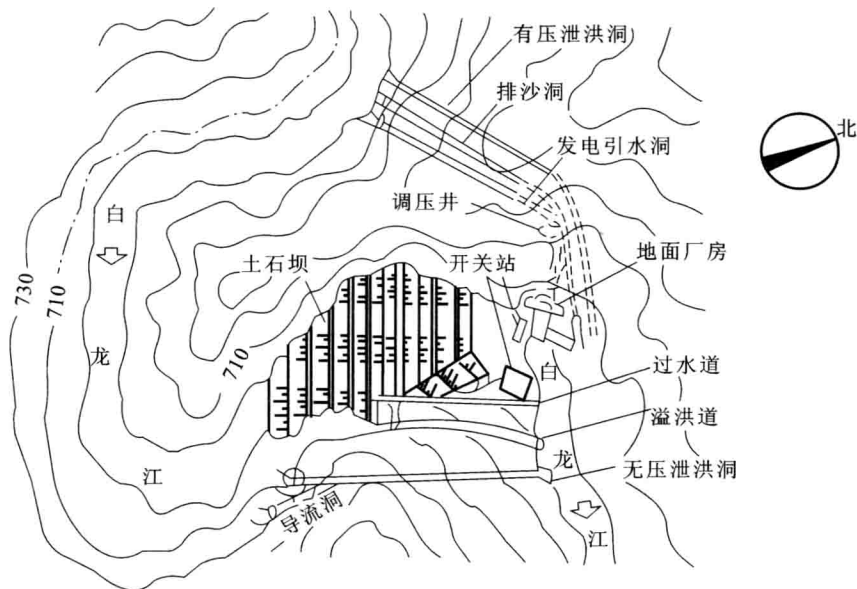 有压泄洪洞
排沙洞
北
发电引水洞
调压井
白
土石坝
开关站
地面厂房
730
710
龙
710
白
过水道
溢洪道
江
龙
无压泄洪洞
导流洞
江